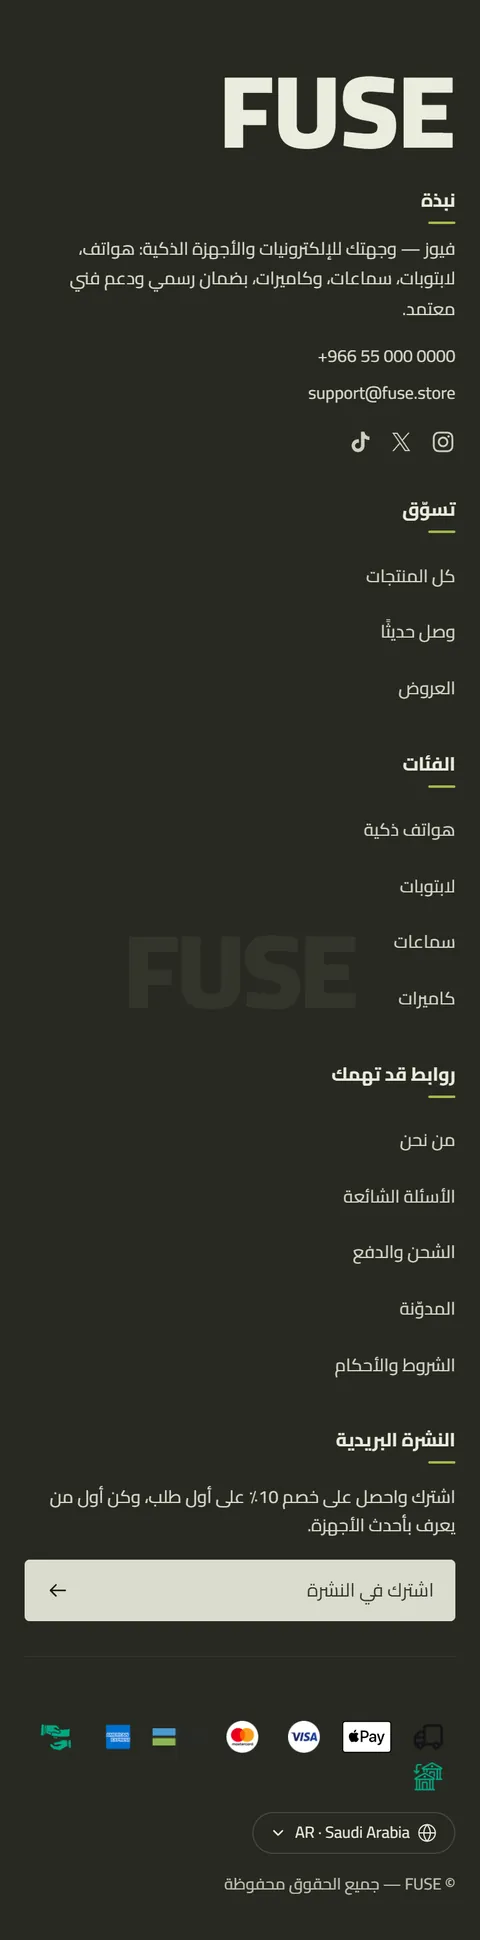 FUSE
نبذة
فيوز — وجهتك للإلكترونيات والأجهزة الذكية: هواتف،
لابتوبات، سماعات، وكاميرات، بضمان رسمي ودعم فني
معتمد.
+966 55 000 0000
support@fuse.store
تسوّق
كل المنتجات
وصل حديثًا
العروض
الفئات
هواتف ذكية
لابتوبات
سماعات
FUSE
كاميرات
روابط قد تهمك
من نحن
الأسئلة الشائعة
الشحن والدفع
المدوّنة
الشروط والأحكام
النشرة البريدية
اشترك واحصل على خصم 10٪ على أول طلب، وكن أول من
يعرف بأحدث الأجهزة.
اشترك في النشرة
Pay VISA mastercard AMERICAN EXPRESS
AR · Saudi Arabia
© FUSE — جميع الحقوق محفوظة